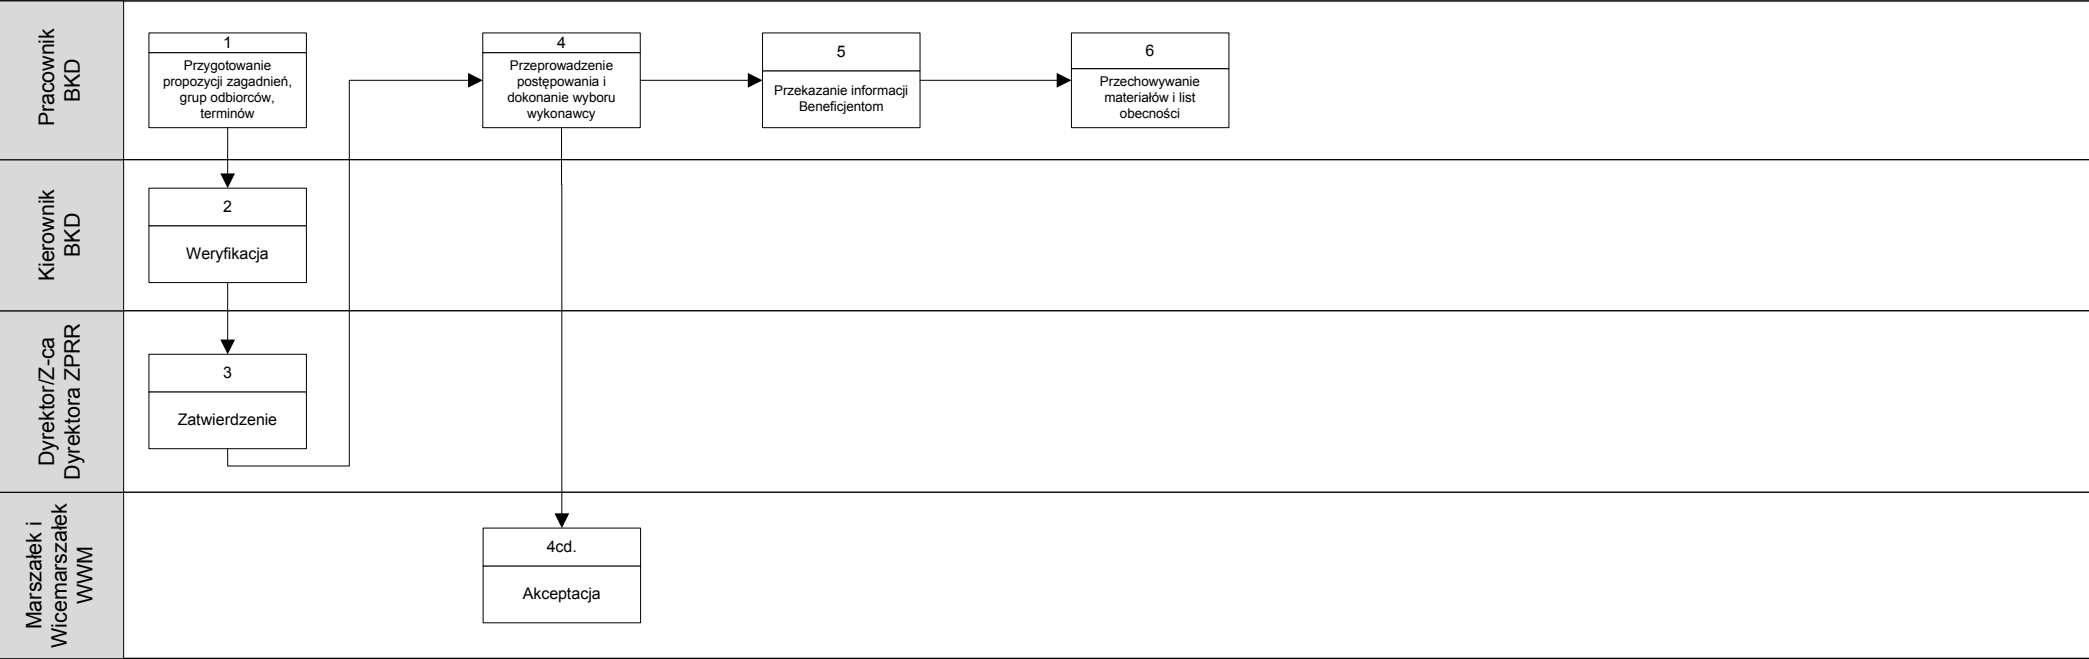 Pracownik
BKD
1
Przygotowanie
propozycji zagadnień,
grup odbiorców,
terminów
4
Przeprowadzenie
postępowania i
dokonanie wyboru
wykonawcy
5
Przekazanie informacji
Beneficjentom
6
Przechowywanie
materiałów i list
obecności
Kierownik
BKD
2
Weryfikacja
Dyrektor/Z-ca
Dyrektora ZPRR
3
Zatwierdzenie
Marszałek i
Wicemarszałek
WWM
4cd.
Akceptacja